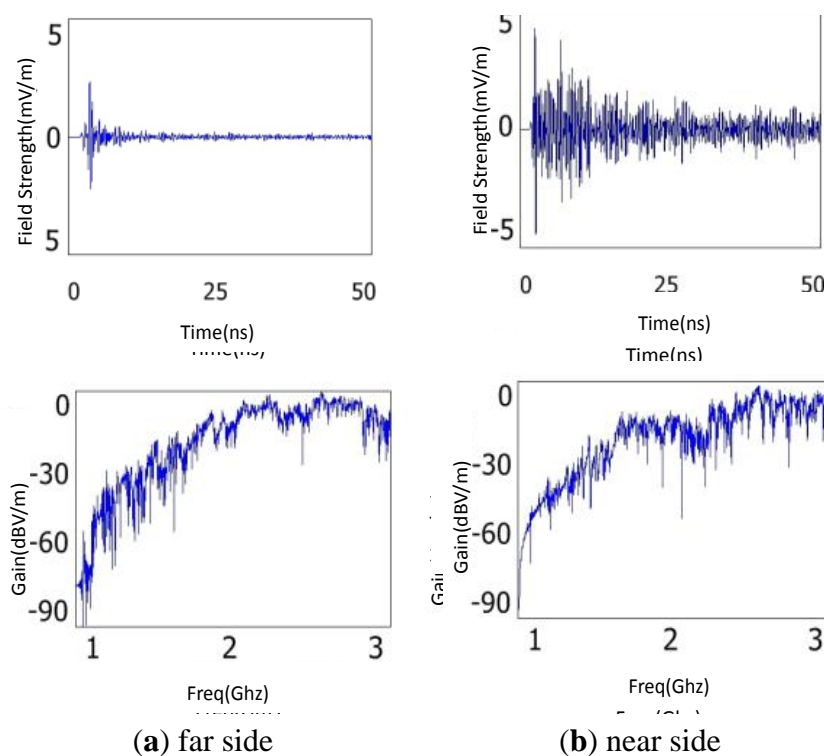 5
0
5
Field Strength(mV/m)
0 25 50
Time(ns)
5
0
-5
Field Strength(mV/m)
0 25 50
Time(ns)
Time(ns)
0
-30
-60
-90
Gain(dBV/m)
1 2 3
Freq(Ghz)
0
-30
-60
-90
Gain(dBV/m)
1 2 3
Freq(Ghz)
(a) far side
(b) near side